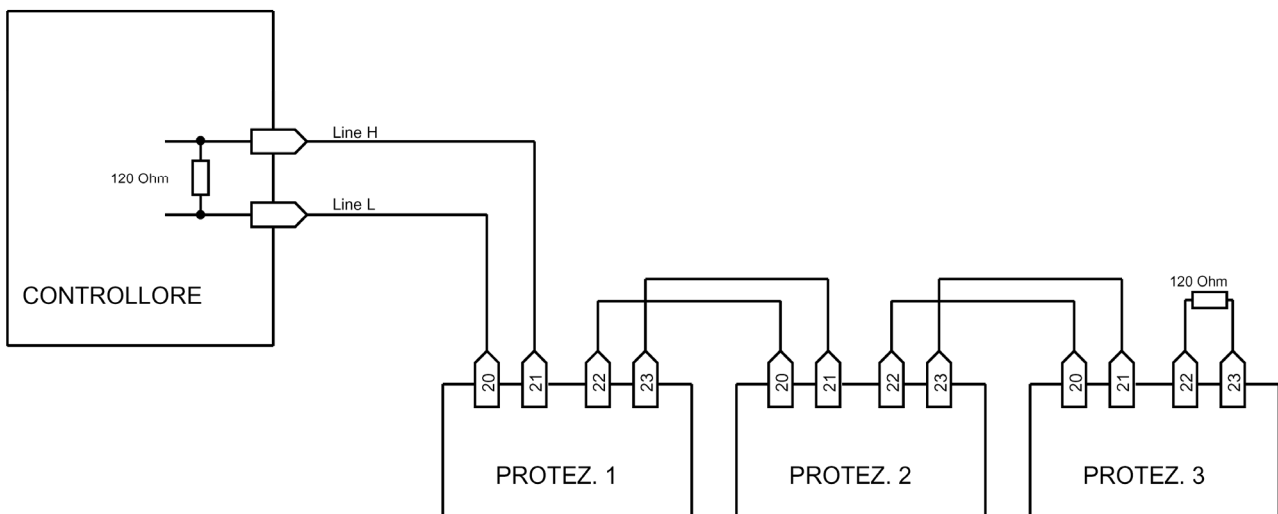 Line H
120 Ohm
Line L
CONTROLLORE
120 Ohm
20 21 22 23
20 21 22 23
20 21 22 23
PROTEZ. 1
PROTEZ. 2
PROTEZ. 3